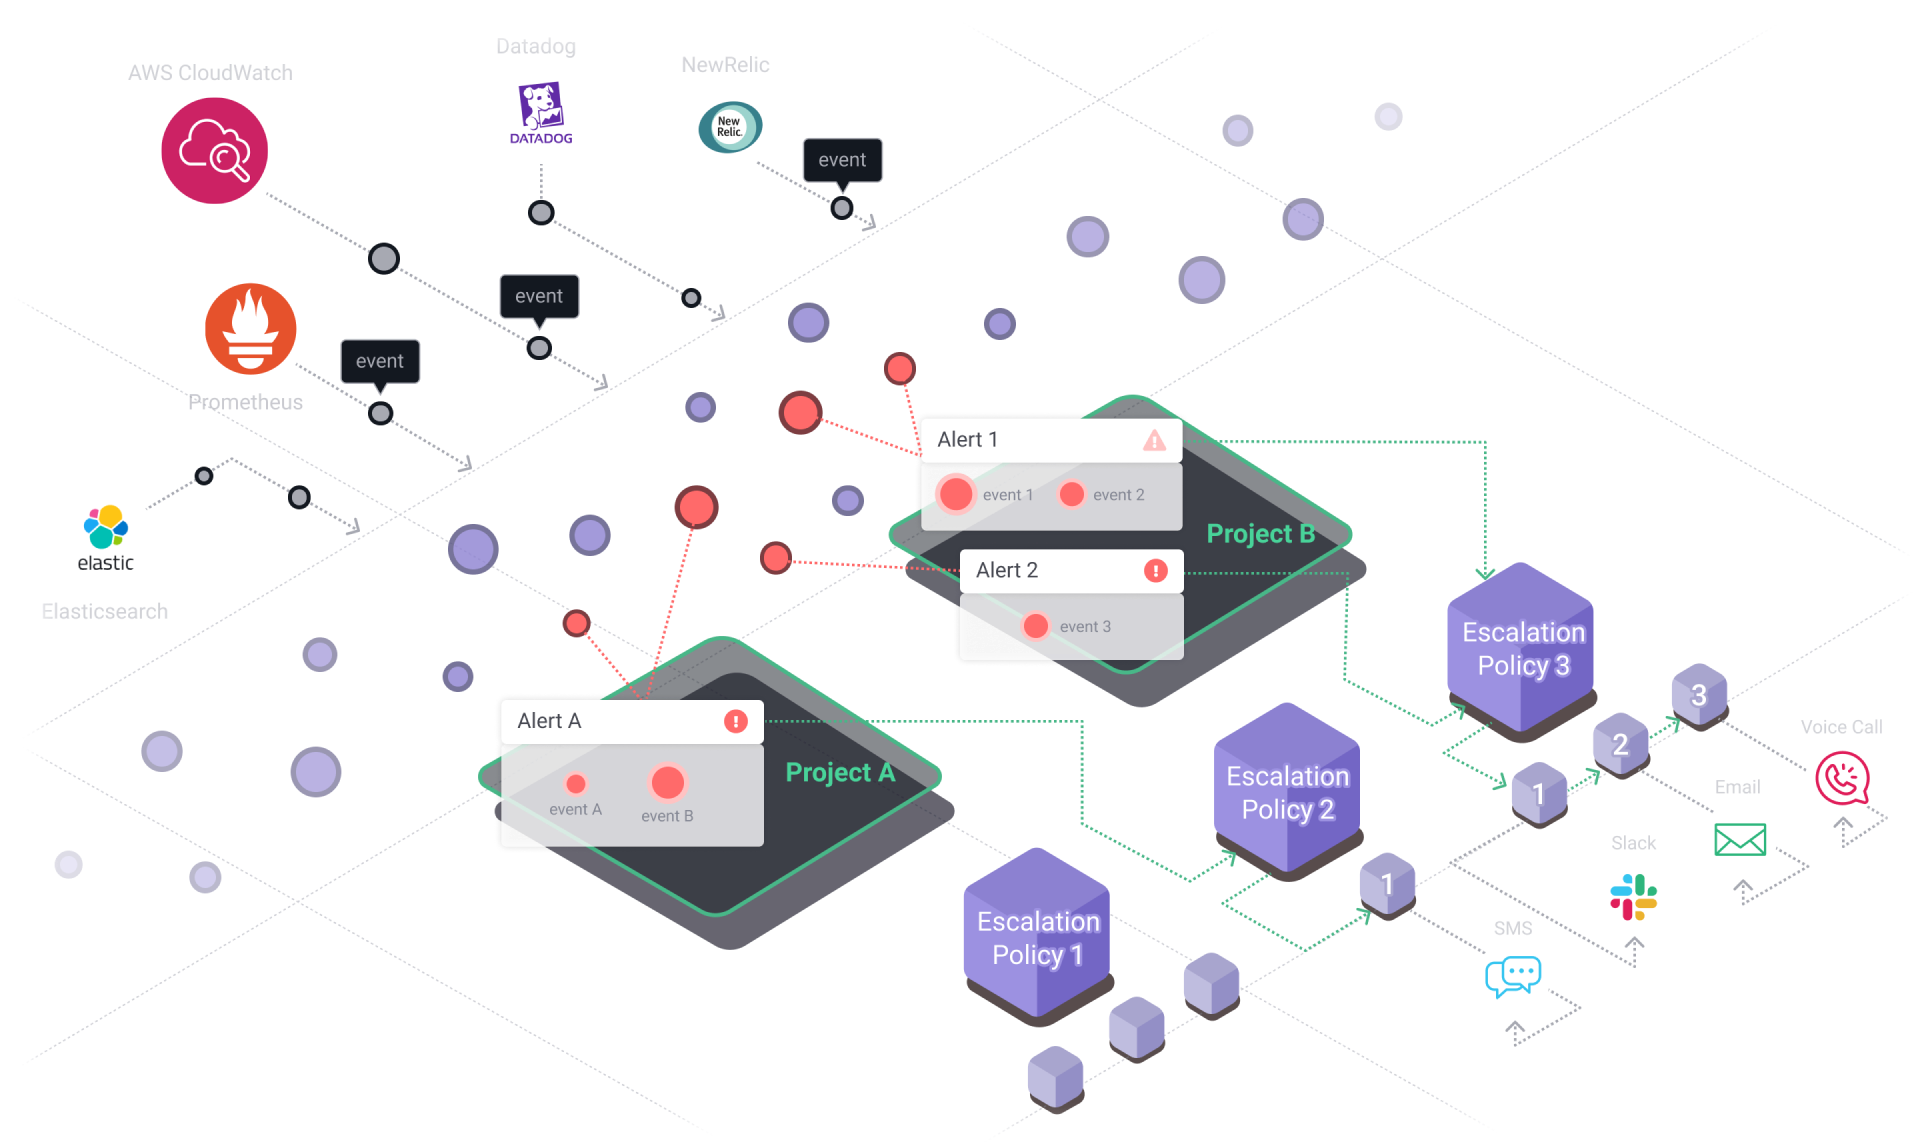 Datadog
AWS CloudWatch
NewRelic
DATADOG
New
Relic.
event
event
event
Prometheus
elastic
Elasticsearch
Alert 1
event 1
event 2
Project B
Alert 2
event 3
Alert A
event A
event B
Project A
Escalation
Policy 3
Escalation
Policy 2
Escalation
Policy 1
3
2
1
1
Voice Call
Email
Slack
SMS